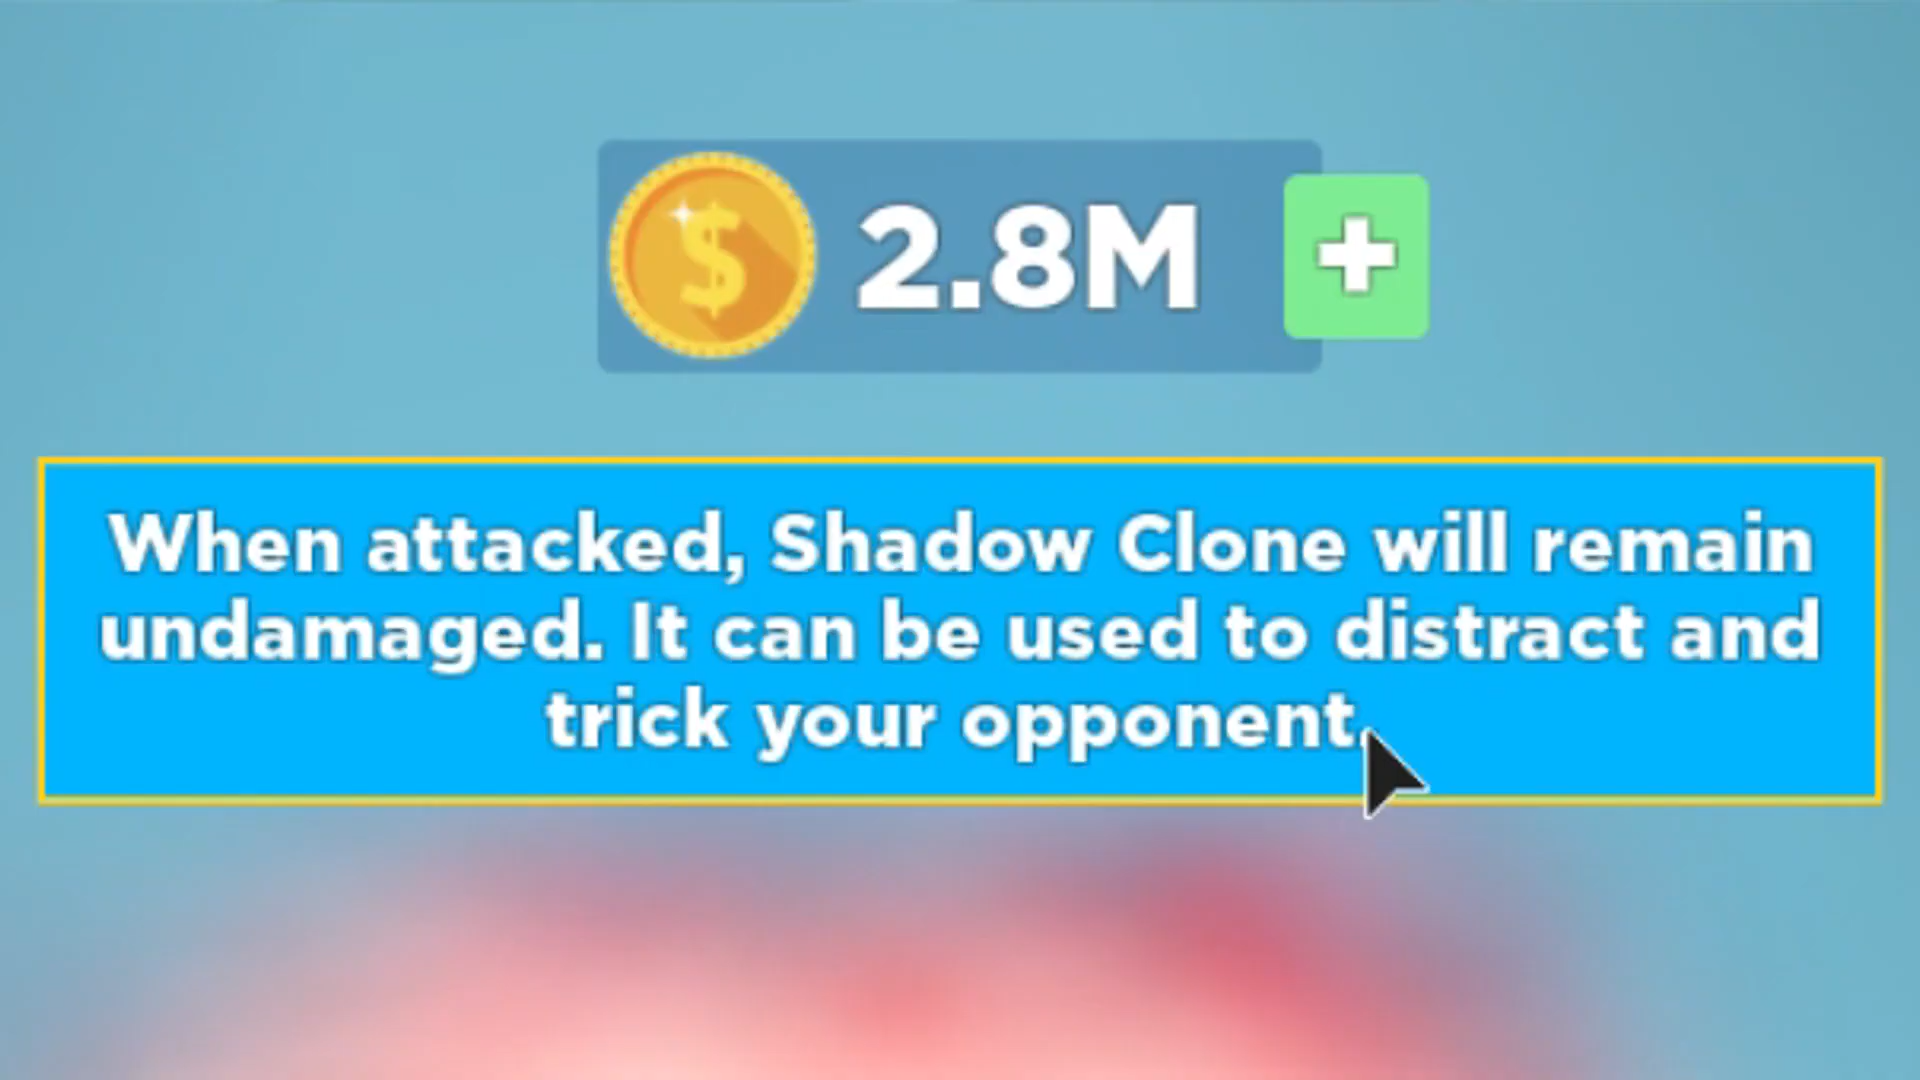 2.8M
When attacked, Shadow Clone will remain
undamaged. It can be used to distract and
trick your opponent.